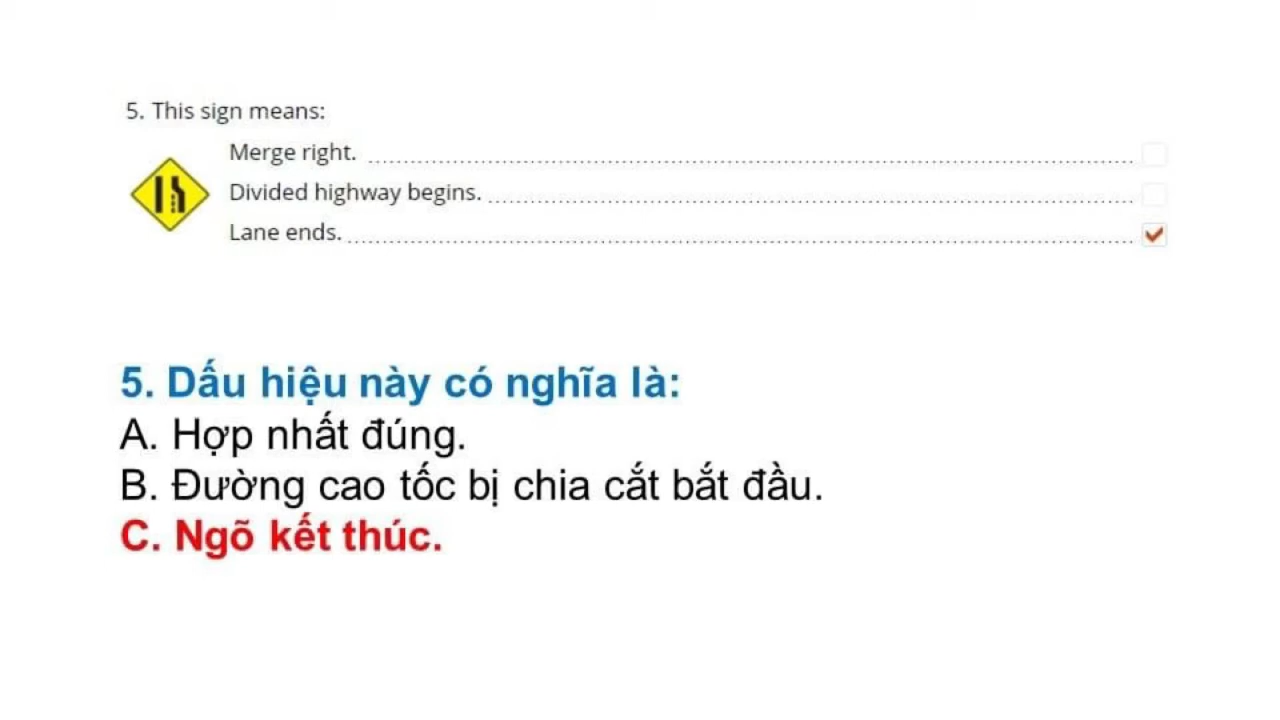 5. This sign means:
Merge right.
Divided highway begins.
Lane ends.
5. Dấu hiệu này có nghĩa là:
A. Hợp nhất đúng.
B. Đường cao tốc bị chia cắt bắt đầu.
C. Ngõ kết thúc.